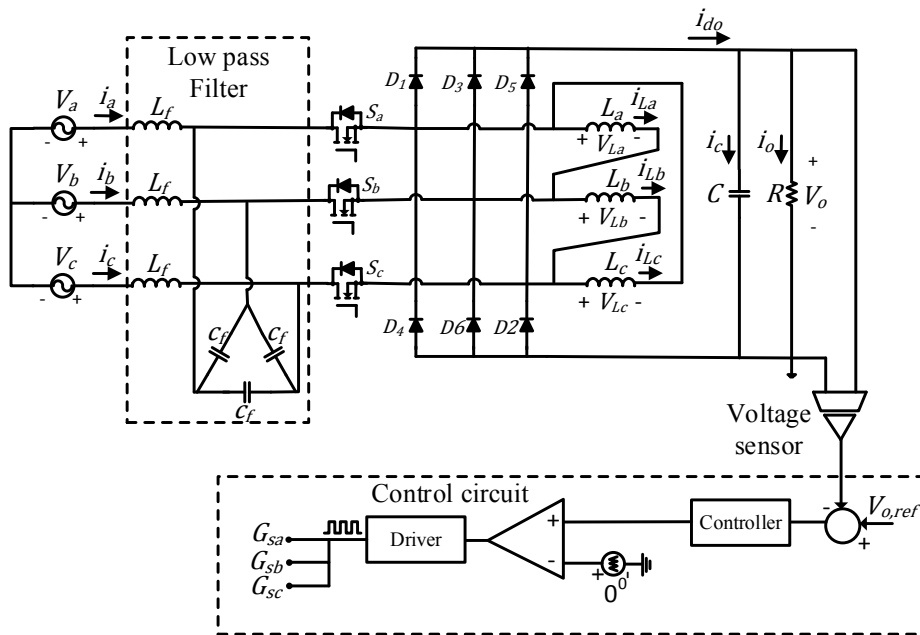 Low pass
Filter
i_do
V_a
i_a
L_f
S_a
D_1
D_3
D_5
L_a
i_La
- +
+ V_La -
V_b
i_b
L_f
S_b
L_b
i_Lb
- +
+ V_Lb -
i_c
i_o
+
C
R
V_o
-
V_c
i_c
L_f
S_c
L_c
i_Lc
- +
+ V_Lc -
D_4
D6
D2
c_f
c_f
c_f
Voltage
sensor
Control circuit
G_sa
G_sb
G_sc
Driver
+
-
Controller
-
V_o,ref
+
+
0^0'